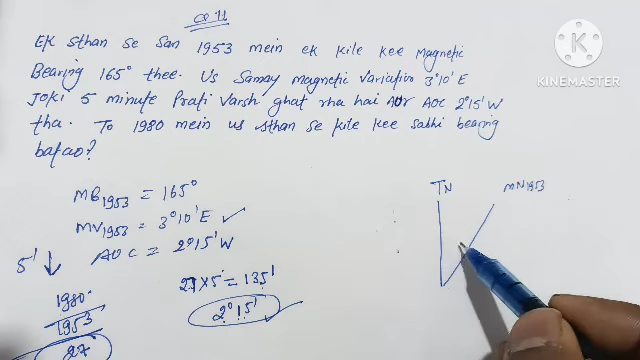 Q 11
Ek sthan se san 1953 mein ek kile kee magnetic
Bearing 165° thee. Us samay magnetic variation 3°10' E
Joki 5 minute Prati varsh ghat rha hai Aur AOC 2°15' W
tha. To 1980 mein us sthan se kile kee sabhi bearing
batao?
MB1953 = 165°
MV1953 = 3°10' E
AOC = 2°15' W
5' ↓
1980
1953
27
27 x 5 = 135'
2°15'
TN
MN1953
KINEMASTER